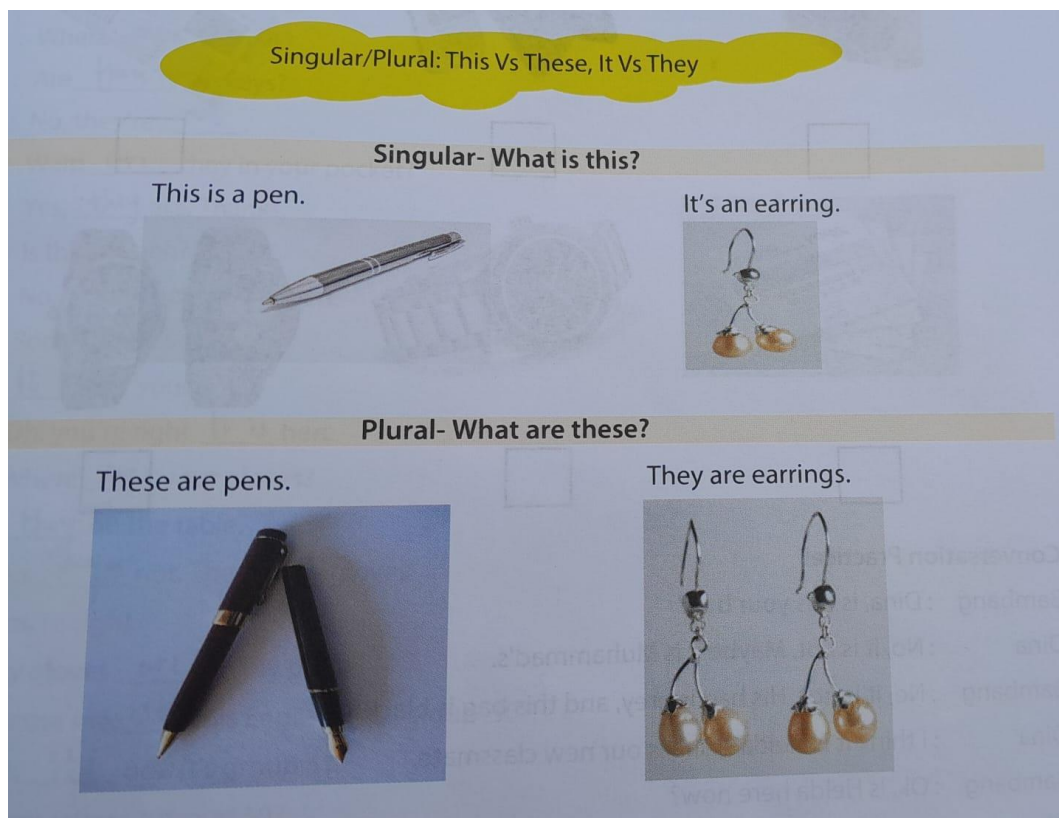 Singular/Plural: This Vs These, It Vs They
Singular- What is this?
This is a pen.
It's an earring.
Plural- What are these?
These are pens.
They are earrings.